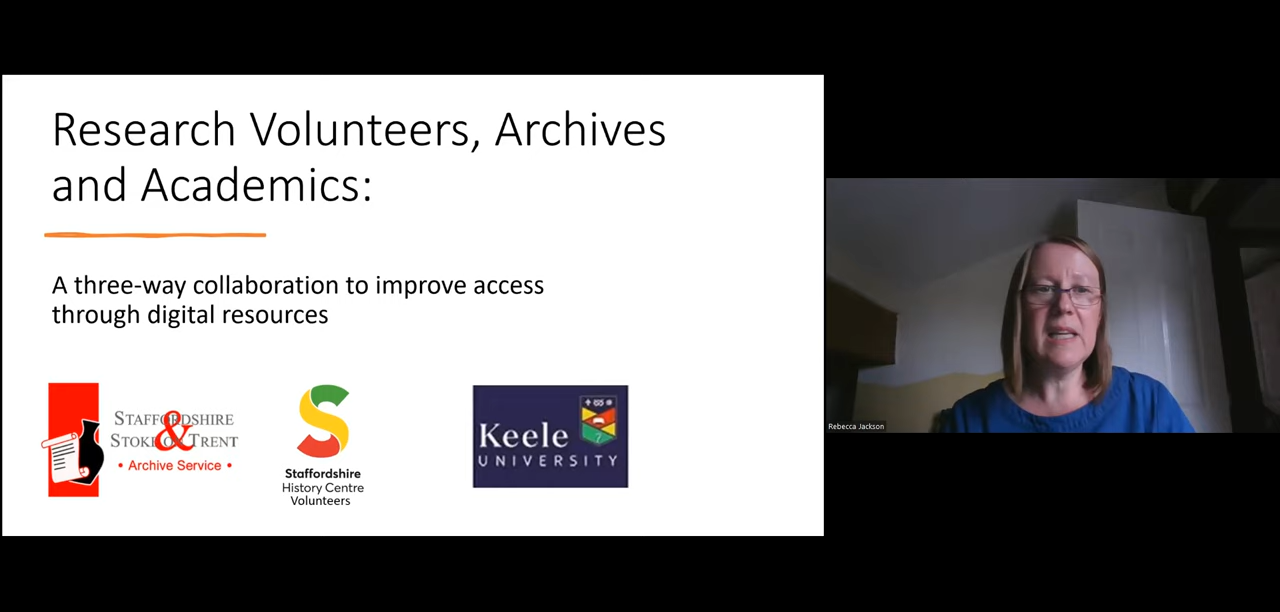 Research Volunteers, Archives
and Academics:
A three-way collaboration to improve access
through digital resources
STAFFORDSHIRE
&
STOKE ON TRENT
• Archive Service •
Staffordshire
History Centre
Volunteers
Keele
UNIVERSITY
Rebecca Jackson